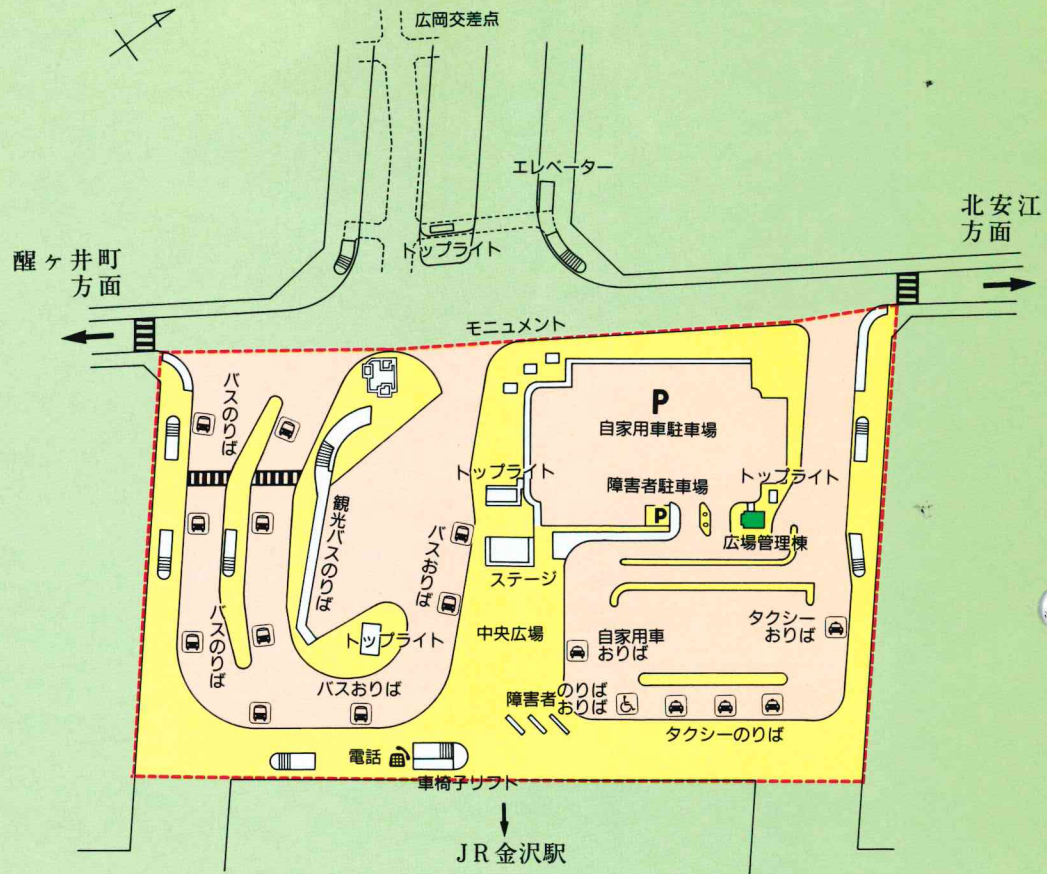 広岡交差点
エレベーター
北安江
方面
トップライト
醒ヶ井町
方面
モニュメント
バスのりば
P
自家用車駐車場
トップライト
障害者駐車場
トップライト
P
広場管理棟
観光バスのりば
バスおりば
ステージ
バスのりば
トップライト
中央広場
自家用車
おりば
タクシー
おりば
バスおりば
障害者
のりば
おりば
タクシーのりば
電話
車椅子リフト
JR金沢駅